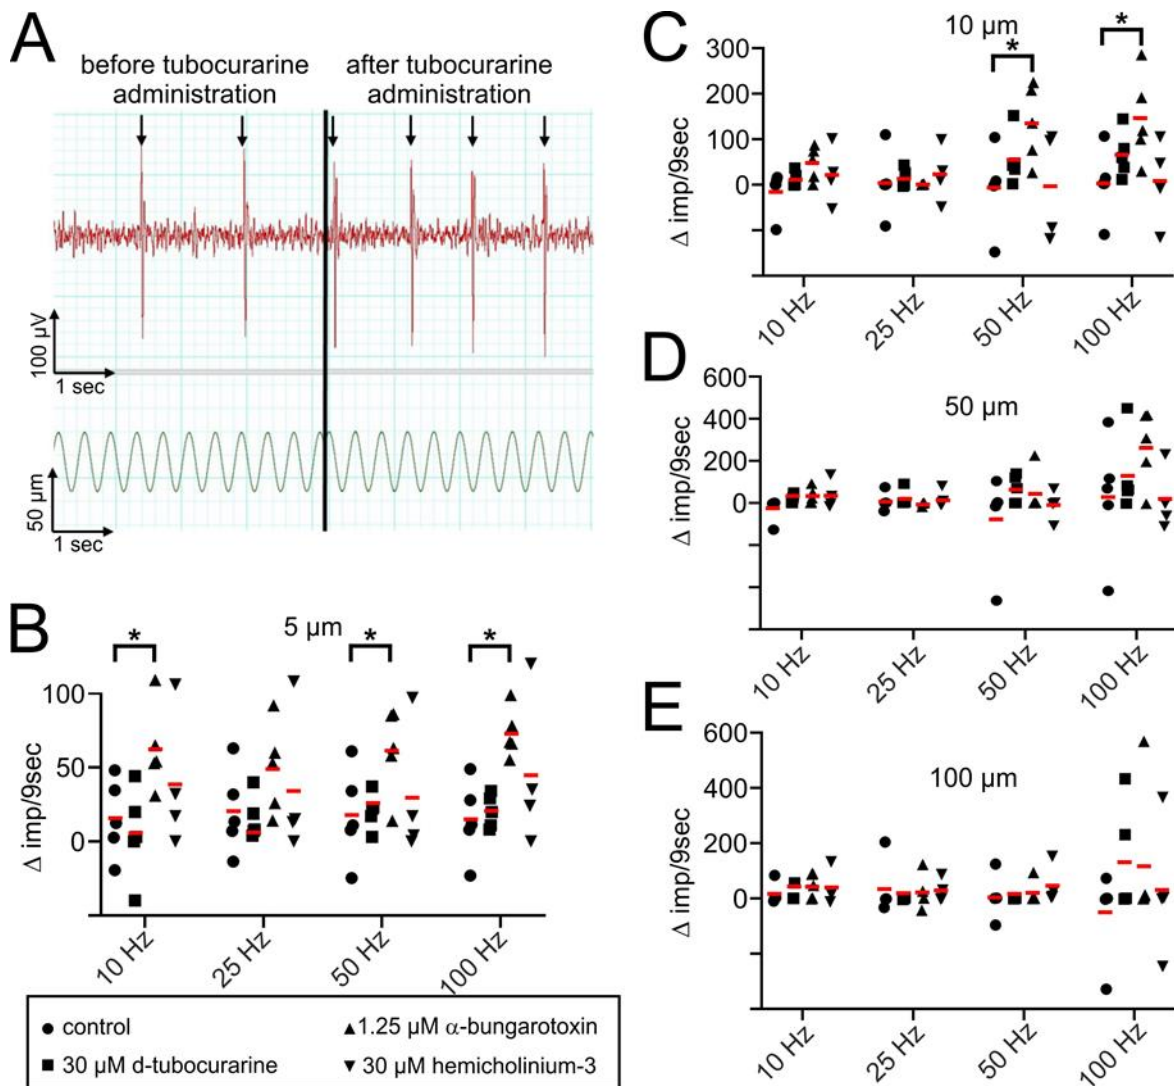 A
before tubocurarine
administration
after tubocurarine
administration
100 µV
1 sec
50 µm
1 sec
B
5 µm
* * *
Δ imp/9sec
100
50
0
10 Hz
25 Hz
50 Hz
100 Hz
control
30 µM d-tubocurarine
1.25 µM α-bungarotoxin
30 µM hemicholinium-3
C
10 µm
* *
Δ imp/9sec
300
200
100
0
10 Hz
25 Hz
50 Hz
100 Hz
D
50 µm
Δ imp/9sec
600
400
200
0
10 Hz
25 Hz
50 Hz
100 Hz
E
100 µm
Δ imp/9sec
600
400
200
0
10 Hz
25 Hz
50 Hz
100 Hz